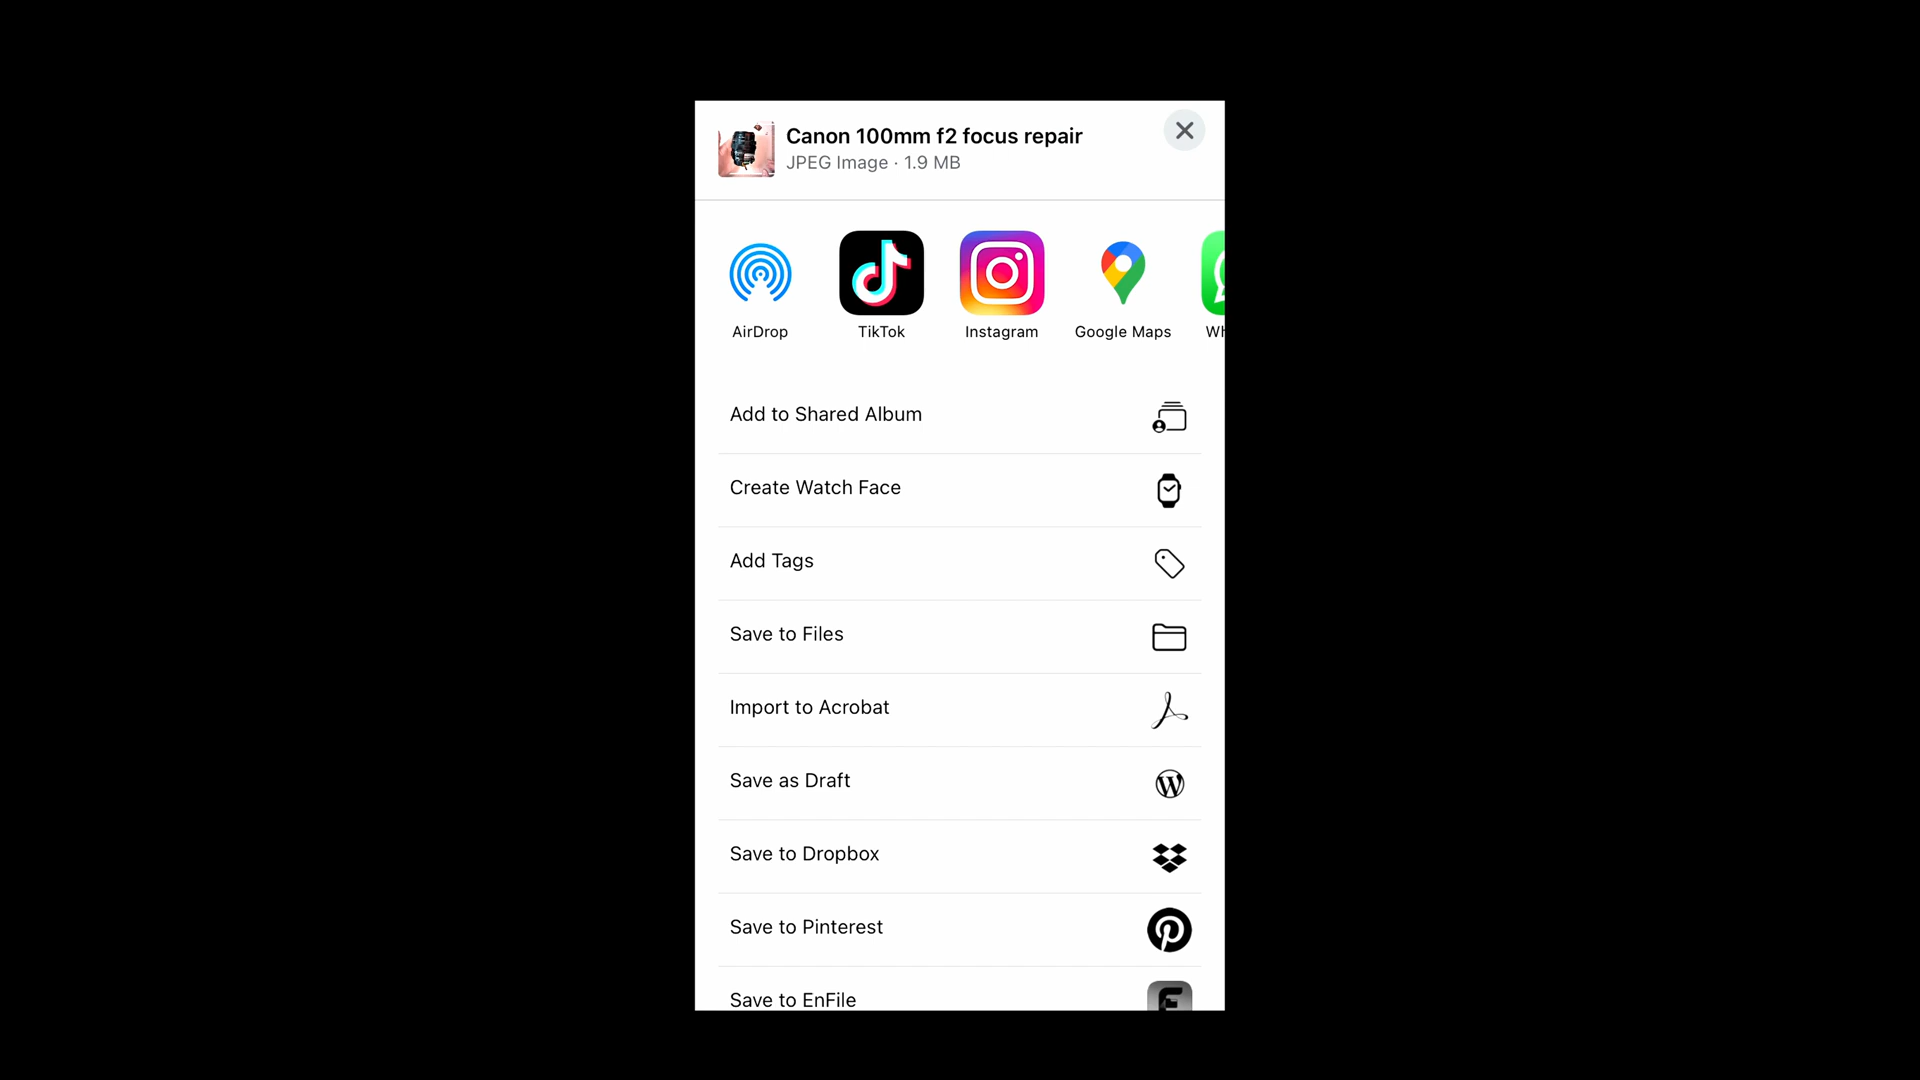 Canon 100mm f2 focus repair
JPEG Image · 1.9 MB
AirDrop
TikTok
Instagram
Google Maps
Wh
Add to Shared Album
Create Watch Face
Add Tags
Save to Files
Import to Acrobat
Save as Draft
Save to Dropbox
Save to Pinterest
Save to EnFile